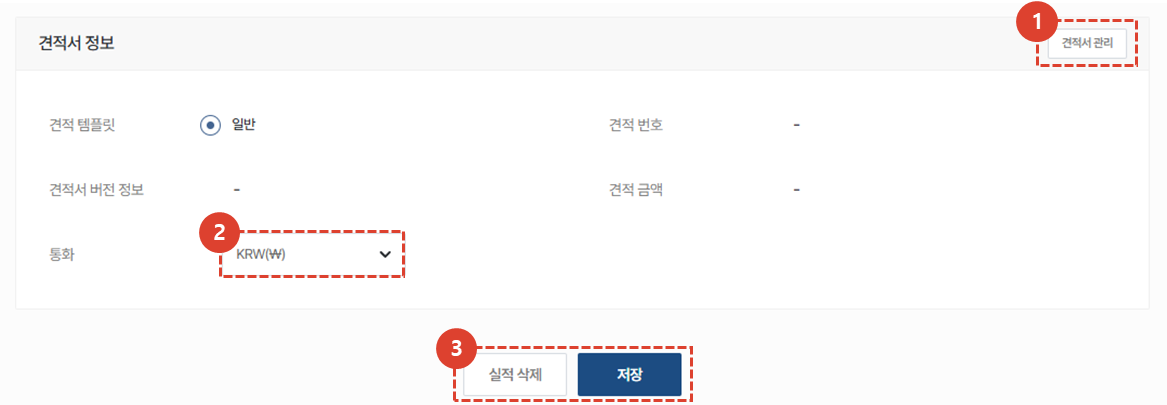 1
견적서 정보
견적서 관리
견적 템플릿 일반 견적 번호 -
견적서 버전 정보 - 견적 금액 -
2
통화 KRW(₩)
3
실적 삭제 저장